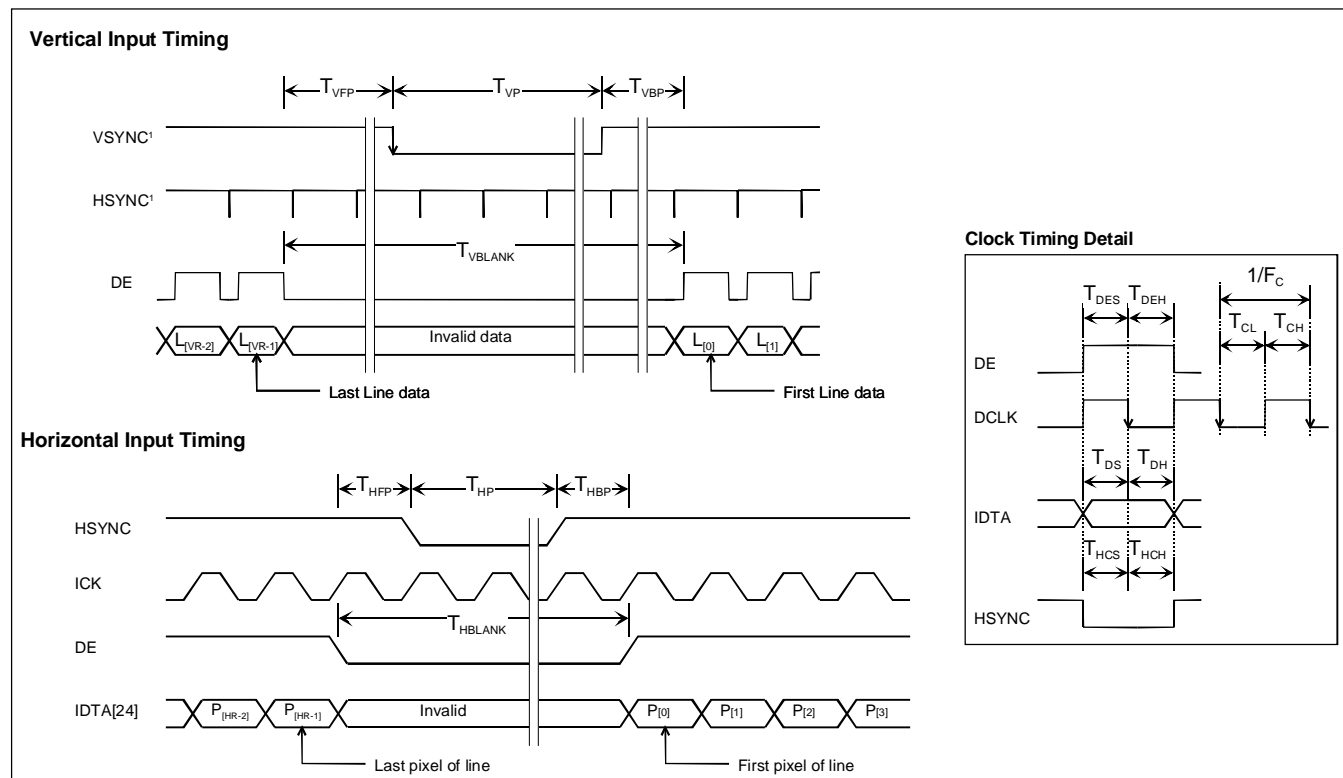 Vertical Input Timing
TVFP TVP TVBP
VSYNC¹
HSYNC¹
TVBLANK
DE
L[VR-2] L[VR-1] Invalid data L[0] L[1]
Last Line data First Line data
Horizontal Input Timing
THFP THP THBP
HSYNC
ICK
THBLANK
DE
IDTA[24] P[HR-2] P[HR-1] Invalid P[0] P[1] P[2] P[3]
Last pixel of line First pixel of line
Clock Timing Detail
1/FC
TDES TDEH TCL TCH
DE
DCLK
TDS TDH
IDTA
THCS THCH
HSYNC